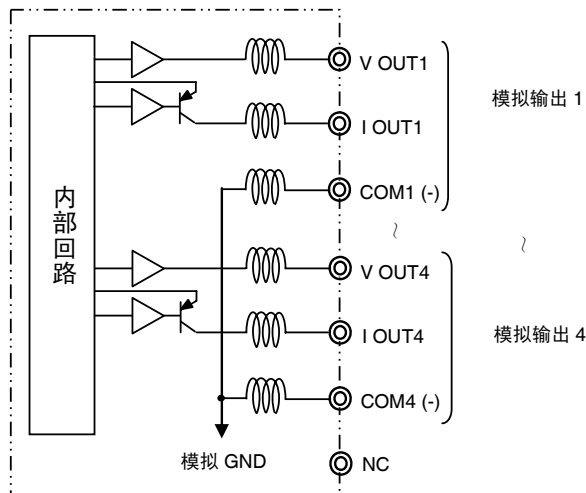 内部回路
V OUT1
I OUT1
COM1 (-)
模拟输出 1
~
~
V OUT4
I OUT4
COM4 (-)
模拟输出 4
模拟 GND
NC